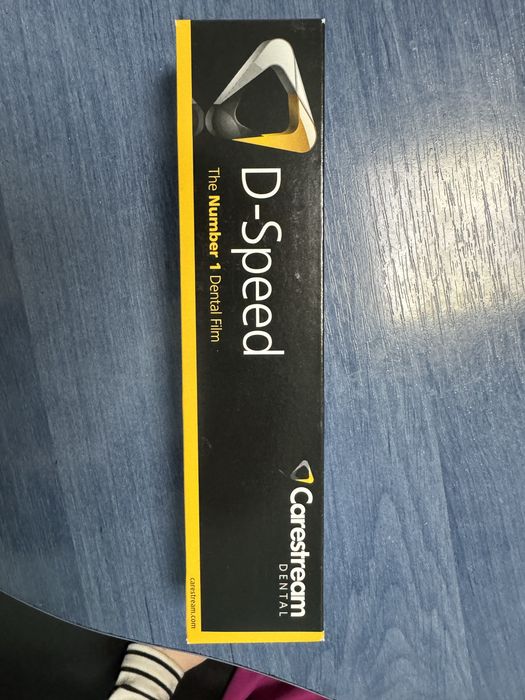 D-Speed
The Number 1 Dental Film
Carestream
DENTAL
carestream.com